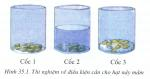 Cốc 1 Cốc 2 Cốc 3
Hình 35.1. Thí nghiệm về điều kiện cần cho hạt nảy mầm